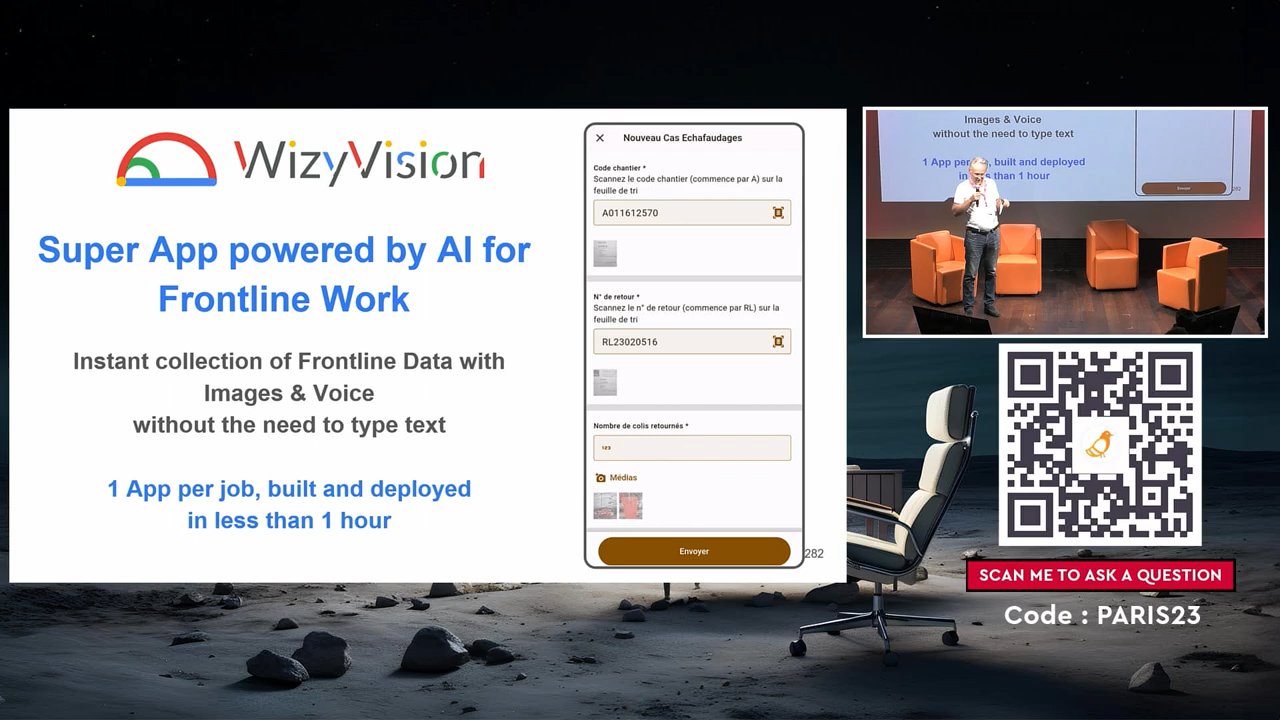 WizyVision
Super App powered by AI for
Frontline Work
Instant collection of Frontline Data with
Images & Voice
without the need to type text
1 App per job, built and deployed
in less than 1 hour
Nouveau Cas Echafaudages
Code chantier *
Scannez le code chantier (commence par A) sur la
feuille de tri
A011612570
N° de retour *
Scannez le n° de retour (commence par RL) sur la
feuille de tri
RL23020516
Nombre de colis retournés *
123
Médias
Envoyer
282
Images & Voice
without the need to type text
1 App per job, built and deployed
in less than 1 hour
Envoyer
282
SCAN ME TO ASK A QUESTION
Code : PARIS23